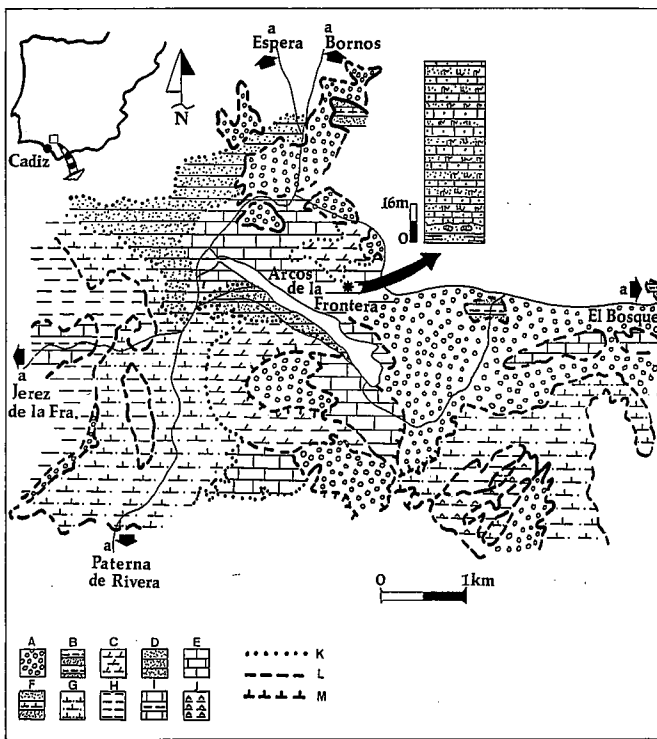 a
Espera
a
Bornos
N
Cadiz
16m
0
Arcos
de la
Frontera
a
El Bosque
a
Jerez
de la Fra.
a
Paterna
de Rivera
0 1km
A B C D E
F G H I J
K
L
M